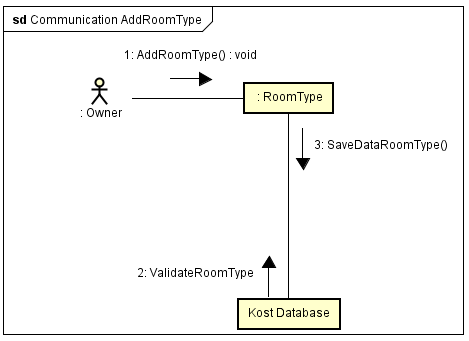 sd Communication AddRoomType
1: AddRoomType() : void
: Owner
: RoomType
3: SaveDataRoomType()
2: ValidateRoomType
Kost Database